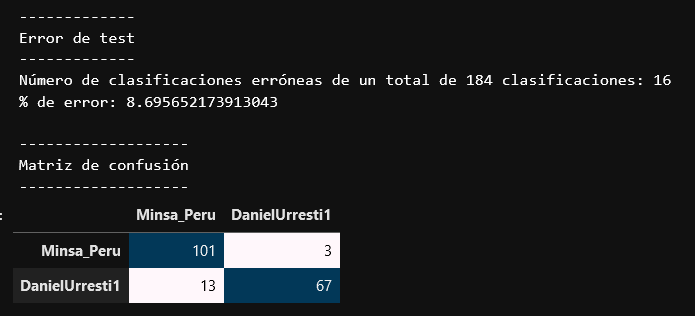 -------------
Error de test
-------------
Número de clasificaciones erróneas de un total de 184 clasificaciones: 16
% de error: 8.695652173913043
-------------------
Matriz de confusión
-------------------
:
Minsa_Peru DanielUrresti1
Minsa_Peru 101 3
DanielUrresti1 13 67